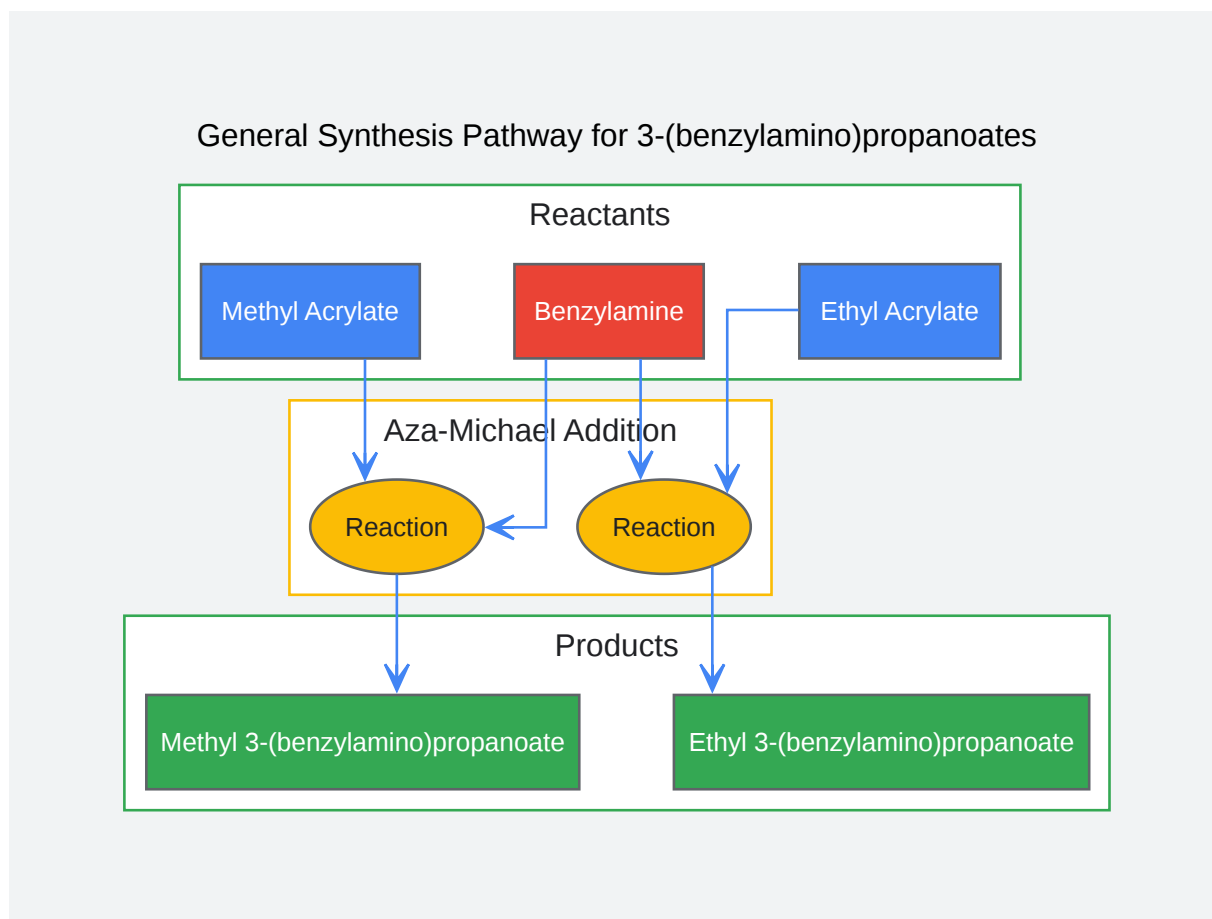 General Synthesis Pathway for 3-(benzylamino)propanoates
Reactants
Methyl Acrylate
Benzylamine
Ethyl Acrylate
Aza-Michael Addition
Reaction
Reaction
Products
Methyl 3-(benzylamino)propanoate
Ethyl 3-(benzylamino)propanoate